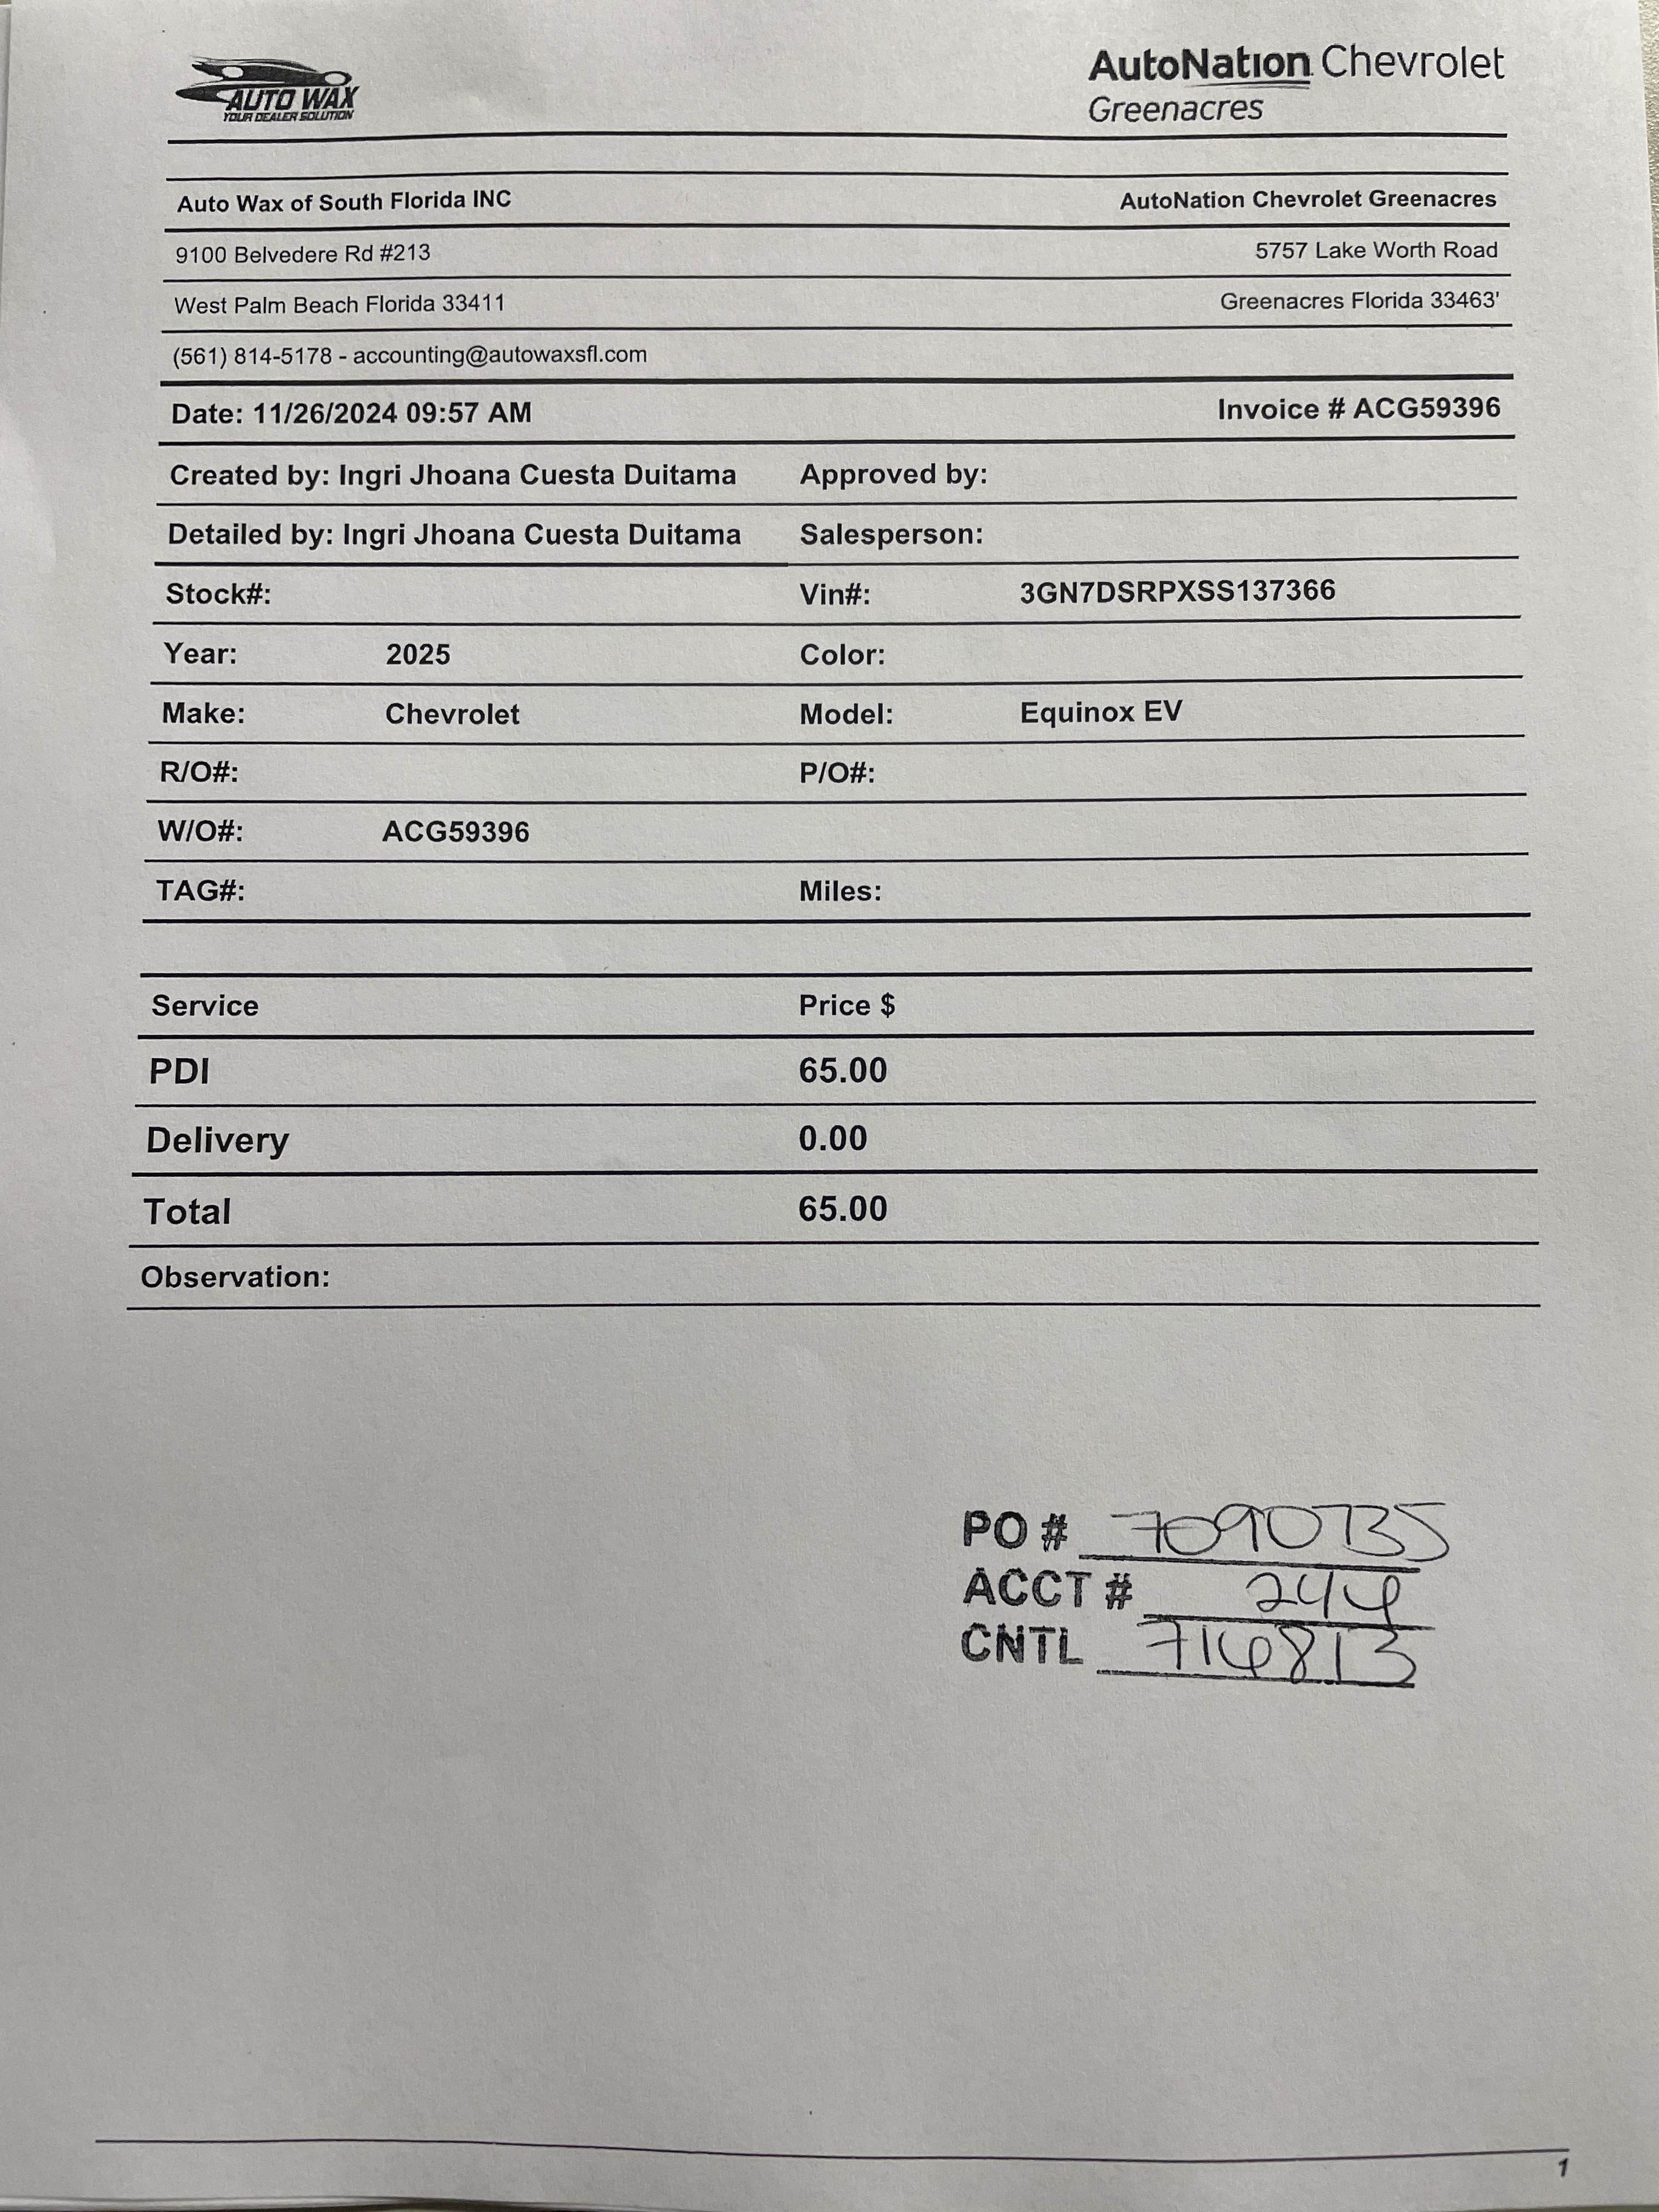 AUTO WAX
YOUR DEALER SOLUTION
AutoNation Chevrolet
Greenacres
Auto Wax of South Florida INC AutoNation Chevrolet Greenacres
9100 Belvedere Rd #213 5757 Lake Worth Road
West Palm Beach Florida 33411 Greenacres Florida 33463'
(561) 814-5178 - accounting@autowaxsfl.com
Date: 11/26/2024 09:57 AM Invoice # ACG59396
Created by: Ingri Jhoana Cuesta Duitama Approved by:
Detailed by: Ingri Jhoana Cuesta Duitama Salesperson:
Stock#: Vin#: 3GN7DSRPXSS137366
Year: 2025 Color:
Make: Chevrolet Model: Equinox EV
R/O#: P/O#:
W/O#: ACG59396
TAG#: Miles:
Service Price $
PDI 65.00
Delivery 0.00
Total 65.00
Observation:
PO # 7090735
ACCT # 244
CNTL 716813
1